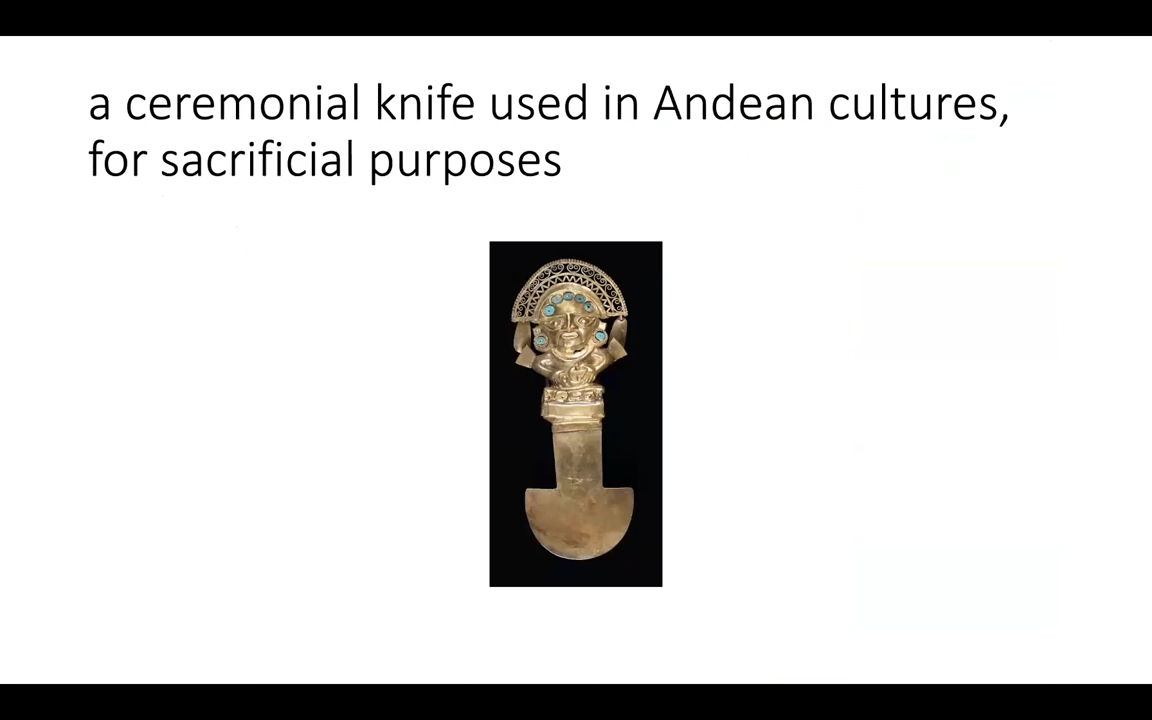 a ceremonial knife used in Andean cultures,
for sacrificial purposes